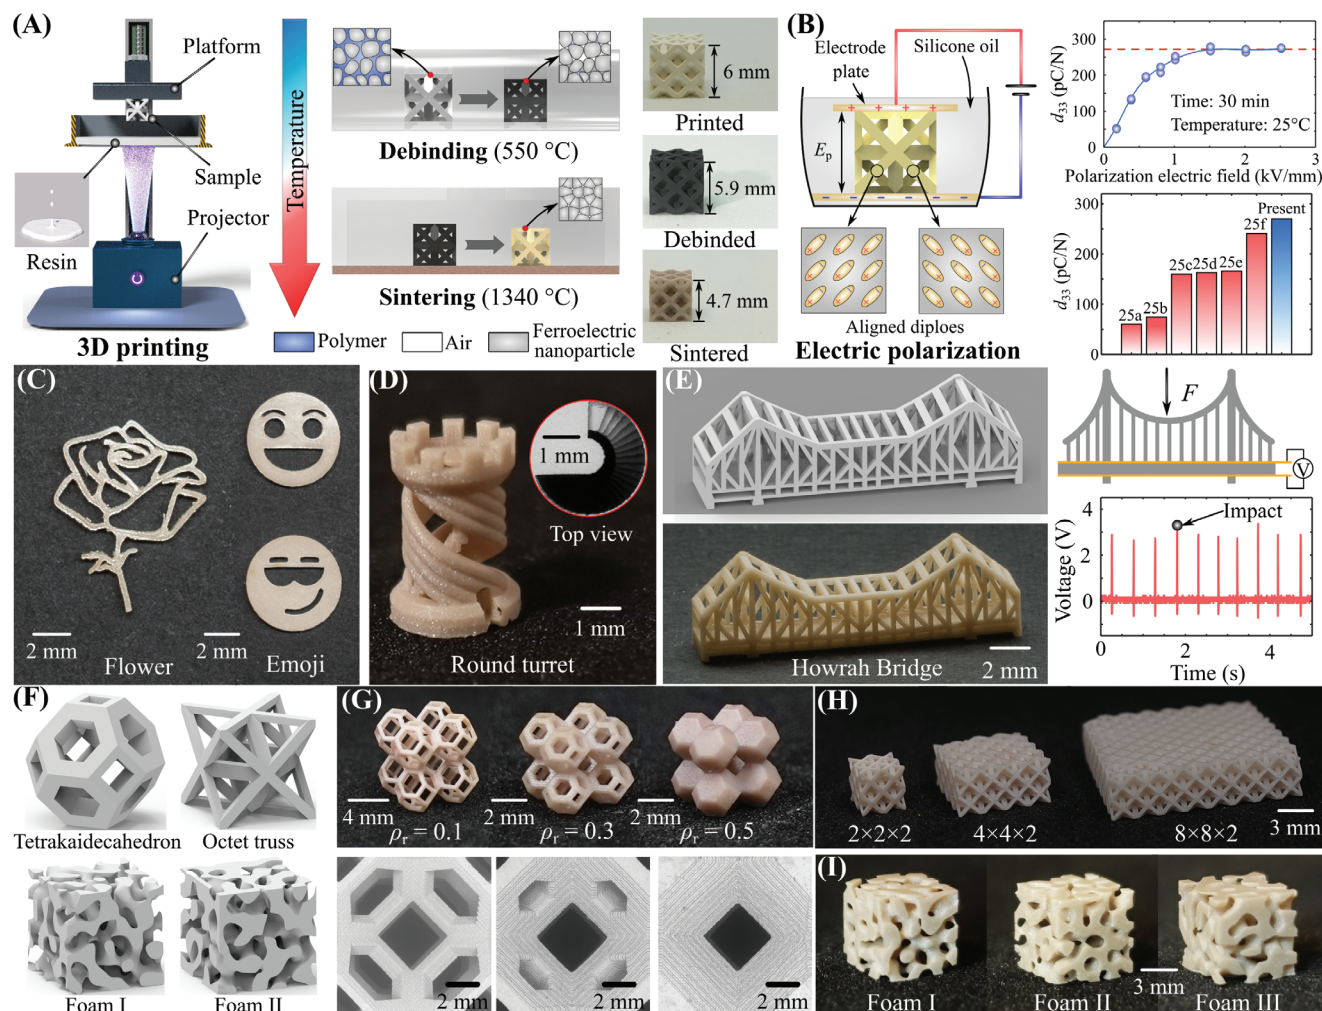 (A)
Platform
Sample
Projector
Resin
3D printing
Temperature
Debinding (550 °C)
Sintering (1340 °C)
Polymer
Air
Ferroelectric
nanoparticle
6 mm
Printed
5.9 mm
Debinded
4.7 mm
Sintered
(B)
Electrode
plate
Silicone oil
+ + + + +
Ep
- - - - - -
Aligned diploes
Electric polarization
300
200
100
0
d33 (pC/N)
Time: 30 min
Temperature: 25°C
0 1 2 3
Polarization electric field (kV/mm)
300
200
100
0
d33 (pC/N)
25a
25b
25c
25d
25e
25f
Present
(C)
2 mm
Flower
2 mm
Emoji
(D)
1 mm
Top view
1 mm
Round turret
(E)
Howrah Bridge
2 mm
F
V
4
2
0
Voltage (V)
Impact
0 2 4
Time (s)
(F)
Tetrakaidecahedron
Octet truss
Foam I
Foam II
(G)
4 mm
2 mm
2 mm
ρr = 0.1
ρr = 0.3
ρr = 0.5
2 mm
2 mm
2 mm
(H)
2×2×2
4×4×2
8×8×2
3 mm
(I)
3 mm
Foam I
Foam II
Foam III